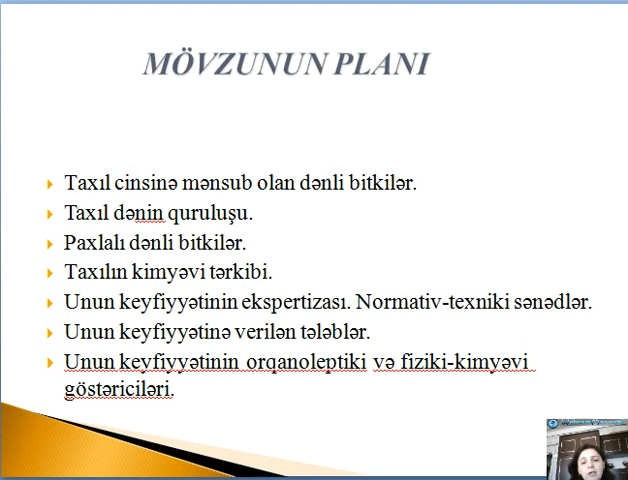 MÖVZUNUN PLANI
Taxıl cinsinə mənsub olan dənli bitkilər.
Taxıl dənin quruluşu.
Paxlalı dənli bitkilər.
Taxılın kimyəvi tərkibi.
Unun keyfiyyətinin ekspertizası. Normativ-texniki sənədlər.
Unun keyfiyyətinə verilən tələblər.
Unun keyfiyyətinin orqanoleptiki və fiziki-kimyəvi
göstəriciləri.